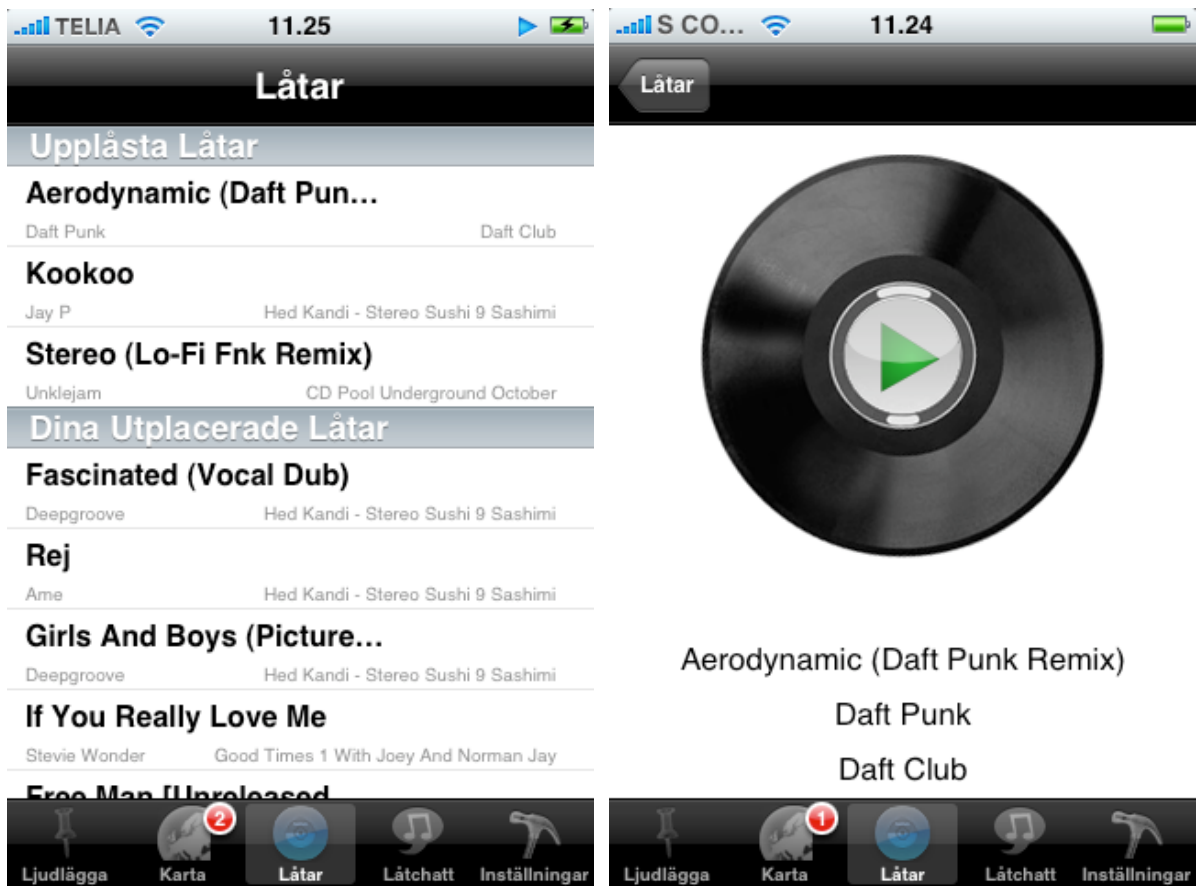 TELIA 11.25
Låtar
Upplåsta Låtar
Aerodynamic (Daft Pun…
Daft Punk Daft Club
Kookoo
Jay P Hed Kandi - Stereo Sushi 9 Sashimi
Stereo (Lo-Fi Fnk Remix)
Unklejam CD Pool Underground October
Dina Utplacerade Låtar
Fascinated (Vocal Dub)
Deepgroove Hed Kandi - Stereo Sushi 9 Sashimi
Rej
Ame Hed Kandi - Stereo Sushi 9 Sashimi
Girls And Boys (Picture…
Deepgroove Hed Kandi - Stereo Sushi 9 Sashimi
If You Really Love Me
Stevie Wonder Good Times 1 With Joey And Norman Jay
Free Man [Unreleased
2
Ljudlägga Karta Låtar Låtchatt Inställningar
S CO... 11.24
Låtar
Aerodynamic (Daft Punk Remix)
Daft Punk
Daft Club
1
Ljudlägga Karta Låtar Låtchatt Inställningar